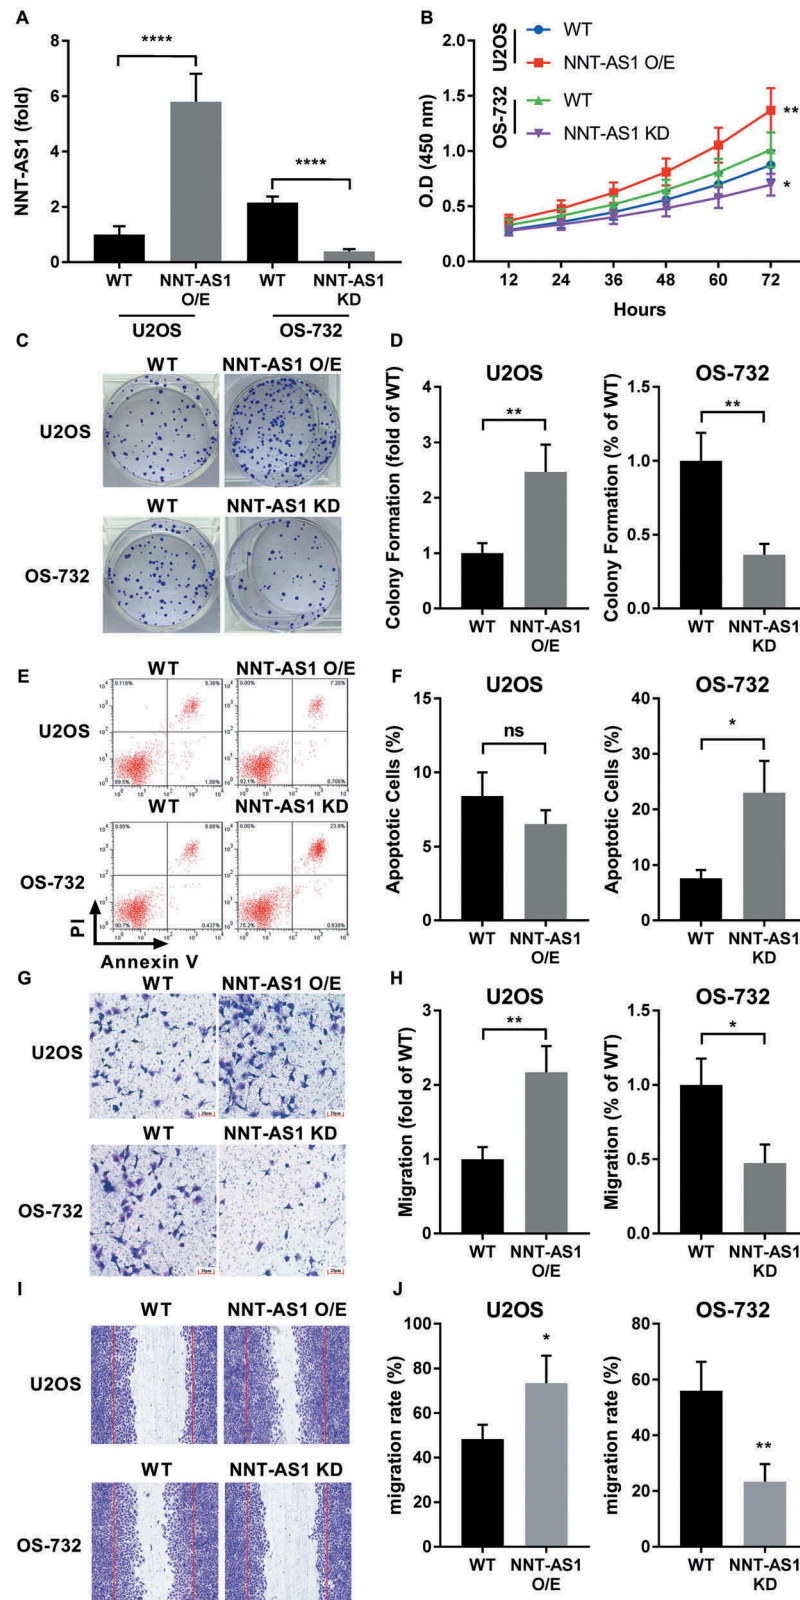 A
NNT-AS1 (fold)
8
6
4
2
0
****
****
WT
NNT-AS1
O/E
WT
NNT-AS1
KD
U2OS
OS-732
B
U2OS
WT
NNT-AS1 O/E
OS-732
WT
NNT-AS1 KD
O.D (450 nm)
2.0
1.5
1.0
0.5
0.0
**
*
12 24 36 48 60 72
Hours
C
WT NNT-AS1 O/E
U2OS
WT NNT-AS1 KD
OS-732
D
U2OS
Colony Formation (fold of WT)
4
3
2
1
0
**
WT
NNT-AS1
O/E
OS-732
Colony Formation (% of WT)
1.5
1.0
0.5
0.0
**
WT
NNT-AS1
KD
E
WT NNT-AS1 O/E
U2OS
WT NNT-AS1 KD
OS-732
PI
Annexin V
F
U2OS
Apoptotic Cells (%)
15
10
5
0
ns
WT
NNT-AS1
O/E
OS-732
Apoptotic Cells (%)
40
30
20
10
0
*
WT
NNT-AS1
KD
G
WT NNT-AS1 O/E
U2OS
WT NNT-AS1 KD
OS-732
H
U2OS
Migration (fold of WT)
3
2
1
0
**
WT
NNT-AS1
O/E
OS-732
Migration (% of WT)
1.5
1.0
0.5
0.0
*
WT
NNT-AS1
KD
I
WT NNT-AS1 O/E
U2OS
WT NNT-AS1 KD
OS-732
J
U2OS
migration rate (%)
100
80
60
40
20
0
*
WT
NNT-AS1
O/E
OS-732
migration rate (%)
80
60
40
20
0
**
WT
NNT-AS1
KD